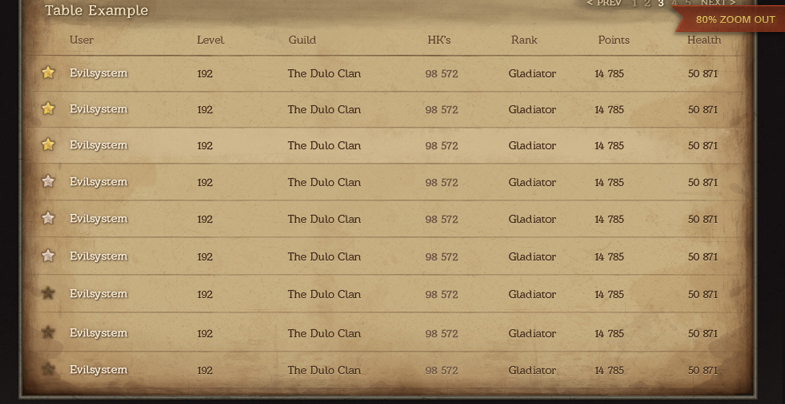 < PREV 1 2 3 4 5 NEXT >
Table Example
80% ZOOM OUT
User Level Guild HK's Rank Points Health
Evilsystem 192 The Dulo Clan 98 572 Gladiator 14 785 50 871
Evilsystem 192 The Dulo Clan 98 572 Gladiator 14 785 50 871
Evilsystem 192 The Dulo Clan 98 572 Gladiator 14 785 50 871
Evilsystem 192 The Dulo Clan 98 572 Gladiator 14 785 50 871
Evilsystem 192 The Dulo Clan 98 572 Gladiator 14 785 50 871
Evilsystem 192 The Dulo Clan 98 572 Gladiator 14 785 50 871
Evilsystem 192 The Dulo Clan 98 572 Gladiator 14 785 50 871
Evilsystem 192 The Dulo Clan 98 572 Gladiator 14 785 50 871
Evilsystem 192 The Dulo Clan 98 572 Gladiator 14 785 50 871